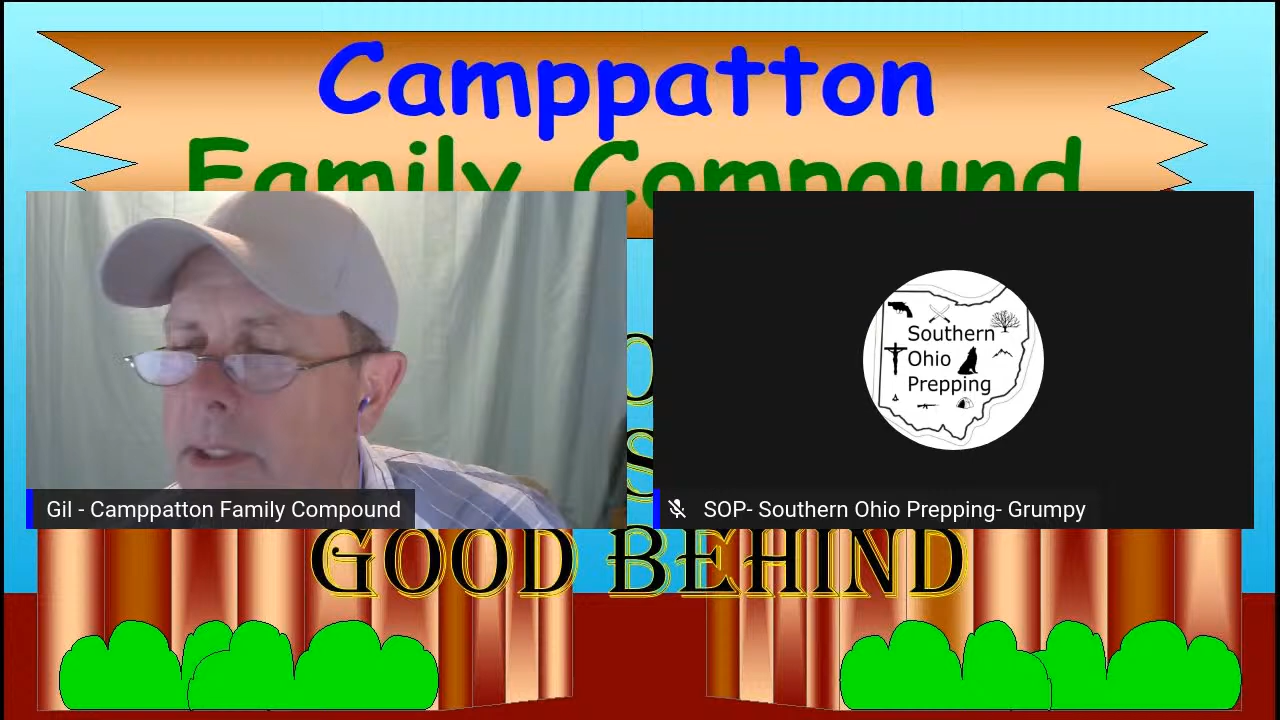 Camppatton
Family Compound
Southern
Ohio
Prepping
Gil - Camppatton Family Compound
SOP- Southern Ohio Prepping- Grumpy
GOOD BEHIND